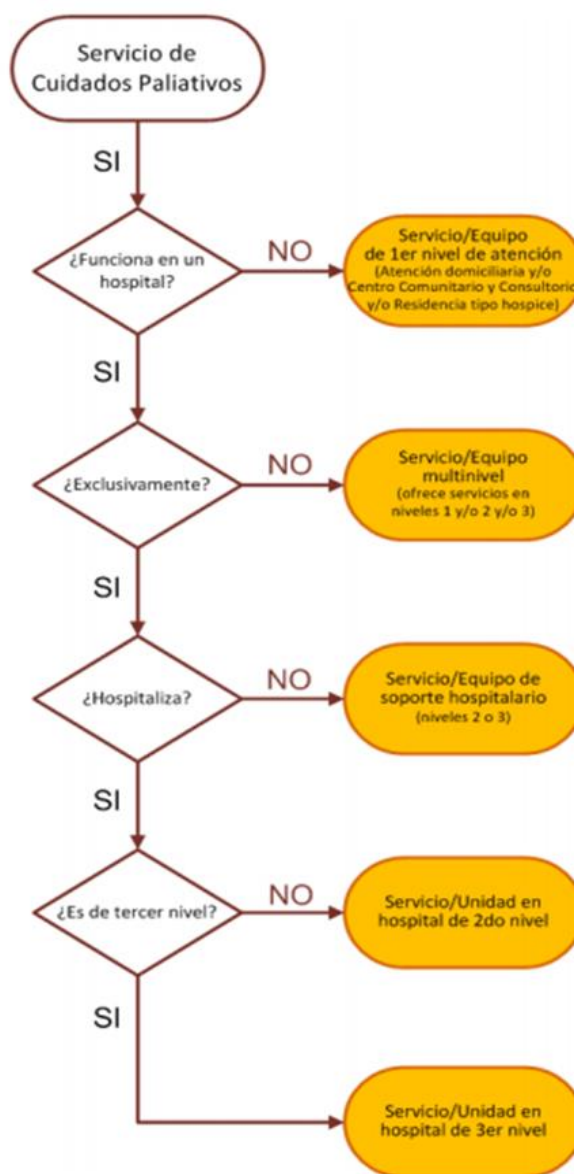 Servicio de
Cuidados Paliativos
SI
¿Funciona en un
hospital?
NO
Servicio/Equipo
de 1er nivel de atención
(Atención domiciliaria y/o
Centro Comunitario y Consultorio
y/o Residencia tipo hospice)
SI
¿Exclusivamente?
NO
Servicio/Equipo
multinivel
(ofrece servicios en
niveles 1 y/o 2 y/o 3)
SI
¿Hospitaliza?
NO
Servicio/Equipo de
soporte hospitalario
(niveles 2 o 3)
SI
¿Es de tercer nivel?
NO
Servicio/Unidad en
hospital de 2do nivel
SI
Servicio/Unidad en
hospital de 3er nivel